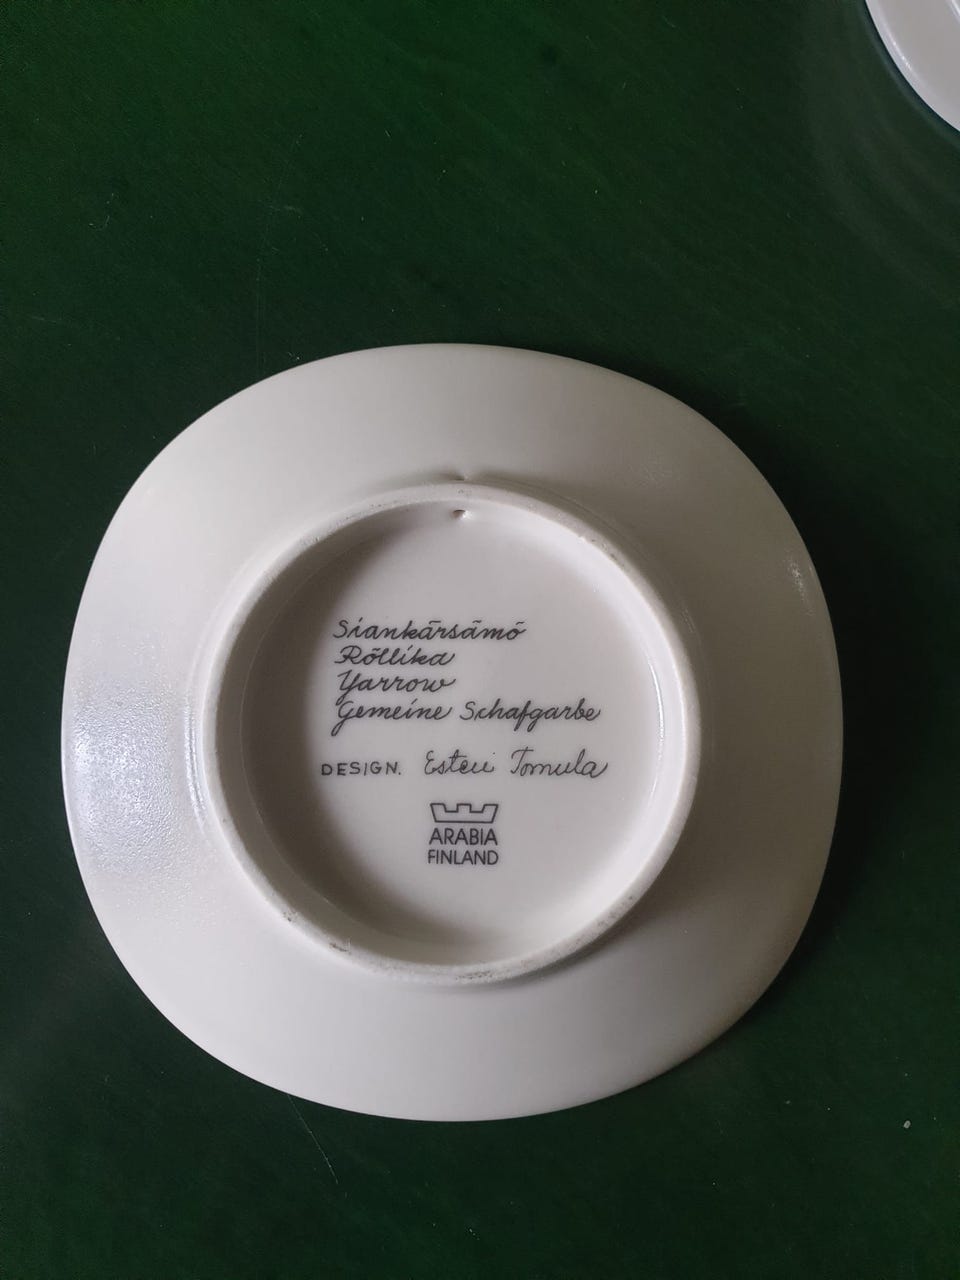 Siankärsämö
Röllika
Yarrow
Gemeine Schafgarbe
DESIGN. Esteri Tomula
ARABIA
FINLAND